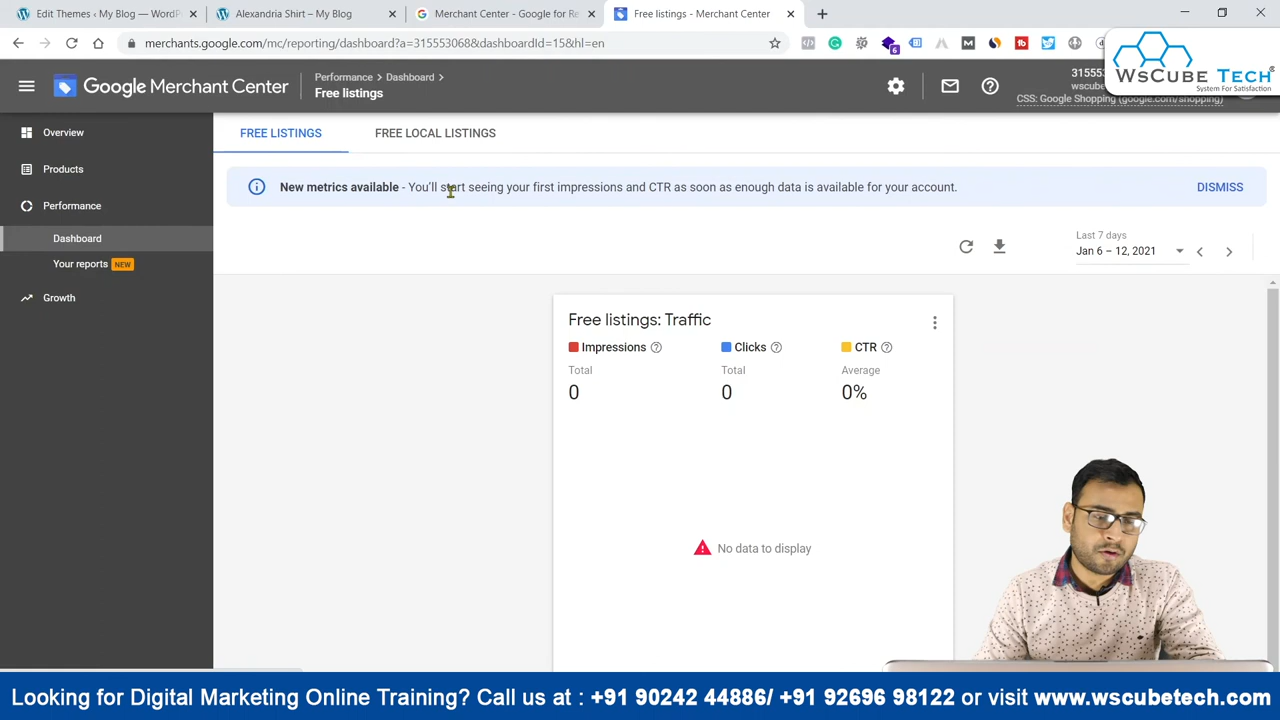 Edit Themes ‹ My Blog — WordP
Alexandria Shirt – My Blog
Merchant Center - Google for Re
Free listings - Merchant Center
merchants.google.com/mc/reporting/dashboard?a=315553068&dashboardId=15&hl=en
6
WsCube Tech
System For Satisfaction
Google Merchant Center
Performance > Dashboard >
Free listings
31555
wscube
CSS: Google Shopping (google.com/shopping)
Overview
Products
Performance
Dashboard
Your reports NEW
Growth
FREE LISTINGS
FREE LOCAL LISTINGS
New metrics available - You'll start seeing your first impressions and CTR as soon as enough data is available for your account.
DISMISS
Last 7 days
Jan 6 – 12, 2021
Free listings: Traffic
Impressions
Clicks
CTR
Total
Total
Average
0
0
0%
No data to display
Looking for Digital Marketing Online Training? Call us at : +91 90242 44886/ +91 92696 98122 or visit www.wscubetech.com